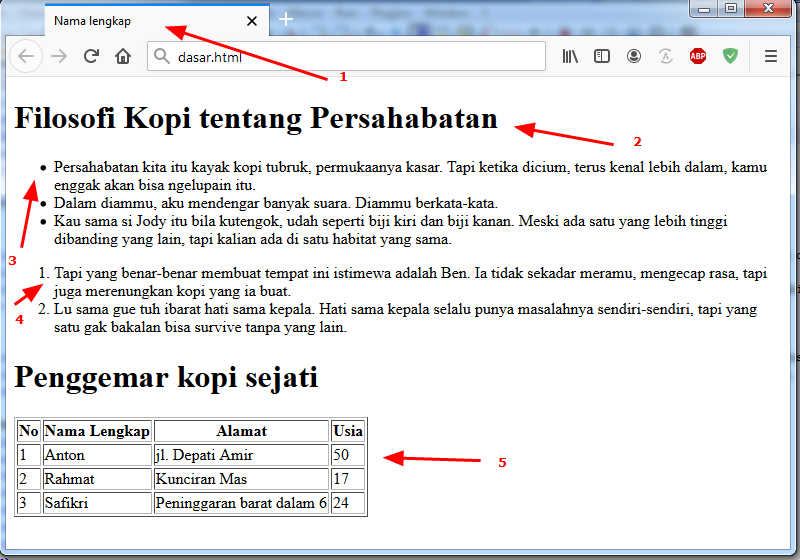 Nama lengkap
dasar.html
ABP
1
Filosofi Kopi tentang Persahabatan
2
• Persahabatan kita itu kayak kopi tubruk, permukaanya kasar. Tapi ketika dicium, terus kenal lebih dalam, kamu
enggak akan bisa ngelupain itu.
• Dalam diammu, aku mendengar banyak suara. Diammu berkata-kata.
• Kau sama si Jody itu bila kutengok, udah seperti biji kiri dan biji kanan. Meski ada satu yang lebih tinggi
dibanding yang lain, tapi kalian ada di satu habitat yang sama.
3
1. Tapi yang benar-benar membuat tempat ini istimewa adalah Ben. Ia tidak sekadar meramu, mengecap rasa, tapi
juga merenungkan kopi yang ia buat.
2. Lu sama gue tuh ibarat hati sama kepala. Hati sama kepala selalu punya masalahnya sendiri-sendiri, tapi yang
satu gak bakalan bisa survive tanpa yang lain.
4
Penggemar kopi sejati
No Nama Lengkap Alamat Usia
1 Anton jl. Depati Amir 50
2 Rahmat Kunciran Mas 17
3 Safikri Peninggaran barat dalam 6 24
5